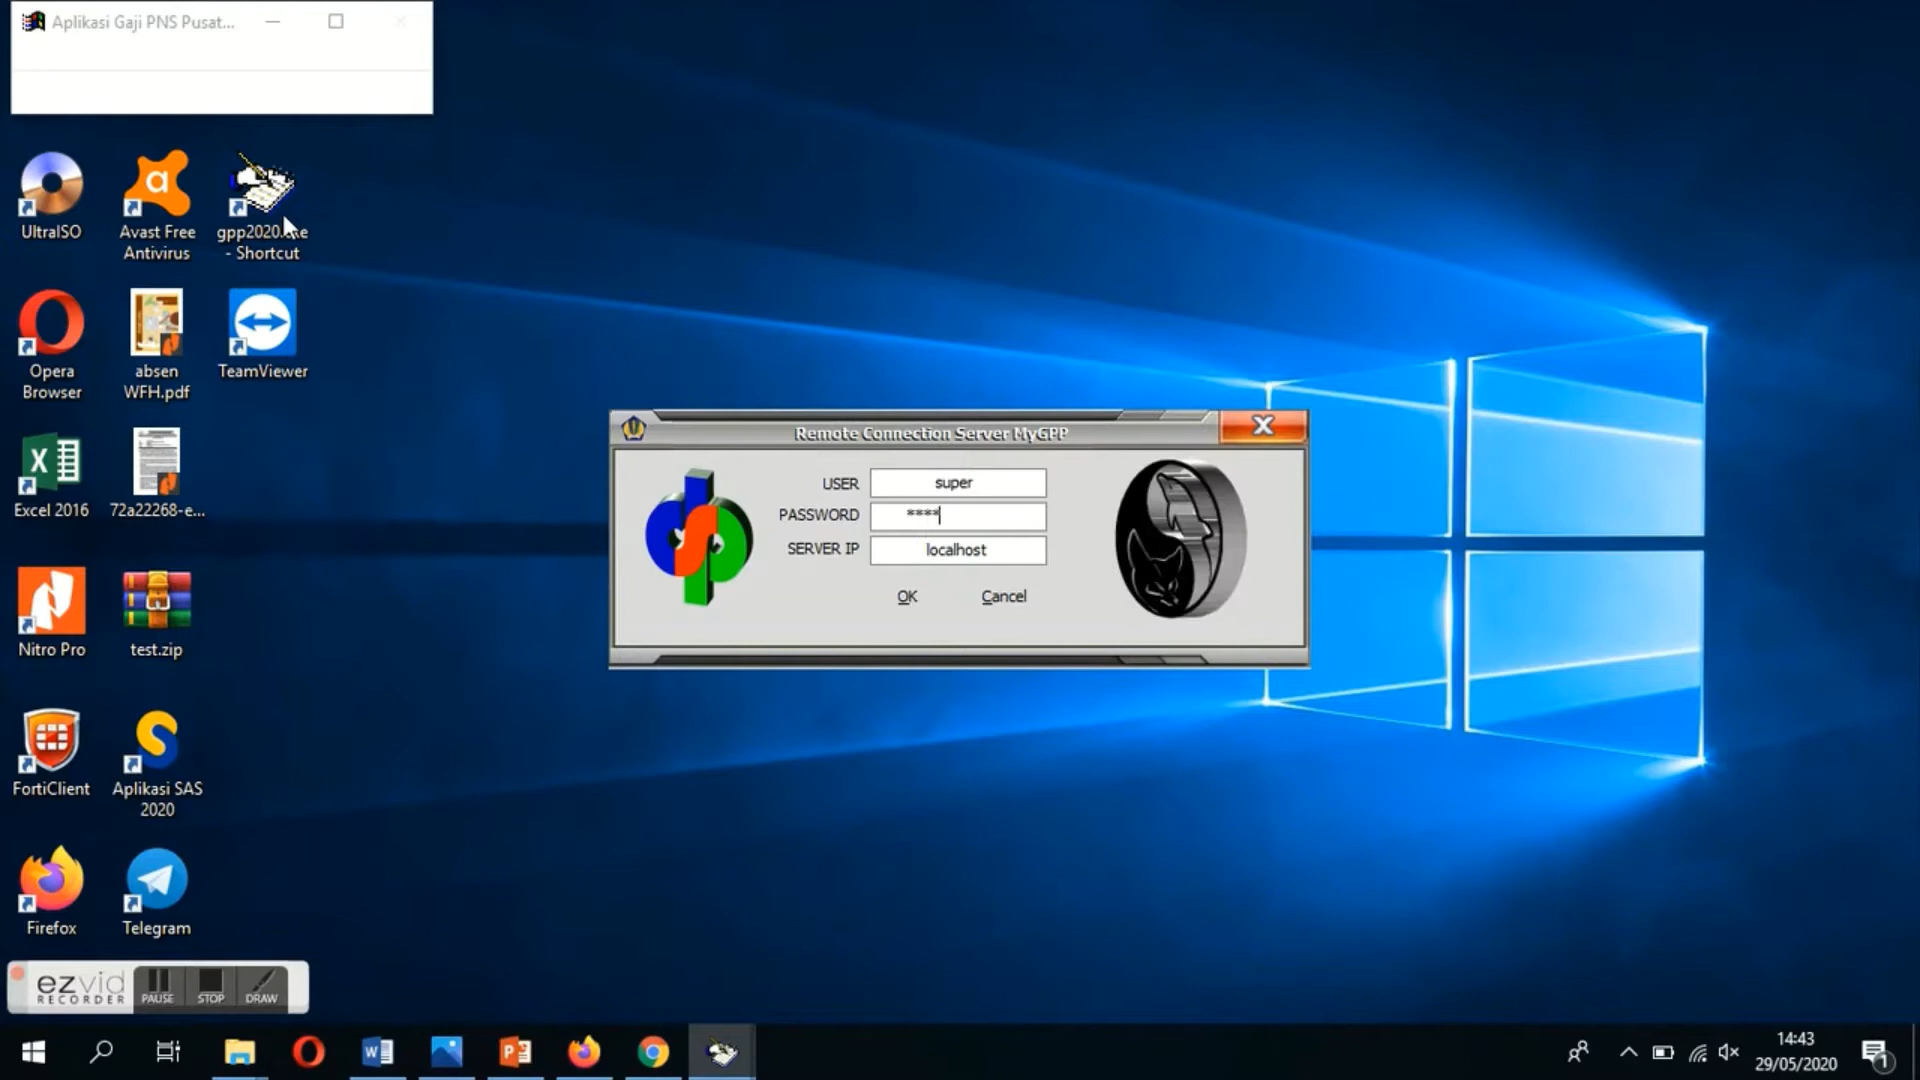 Aplikasi Gaji PNS Pusat...
UltraISO
Avast Free
Antivirus
- Shortcut
Opera
Browser
absen
WFH.pdf
TeamViewer
Excel 2016
72a22268-e...
Nitro Pro
test.zip
FortiClient
Aplikasi SAS
2020
Firefox
Telegram
Remote Connection Server MyGPP
USER
super
PASSWORD
****
SERVER IP
localhost
OK
Cancel
ezvid
RECORDER
PAUSE
STOP
DRAW
14:43
29/05/2020
1